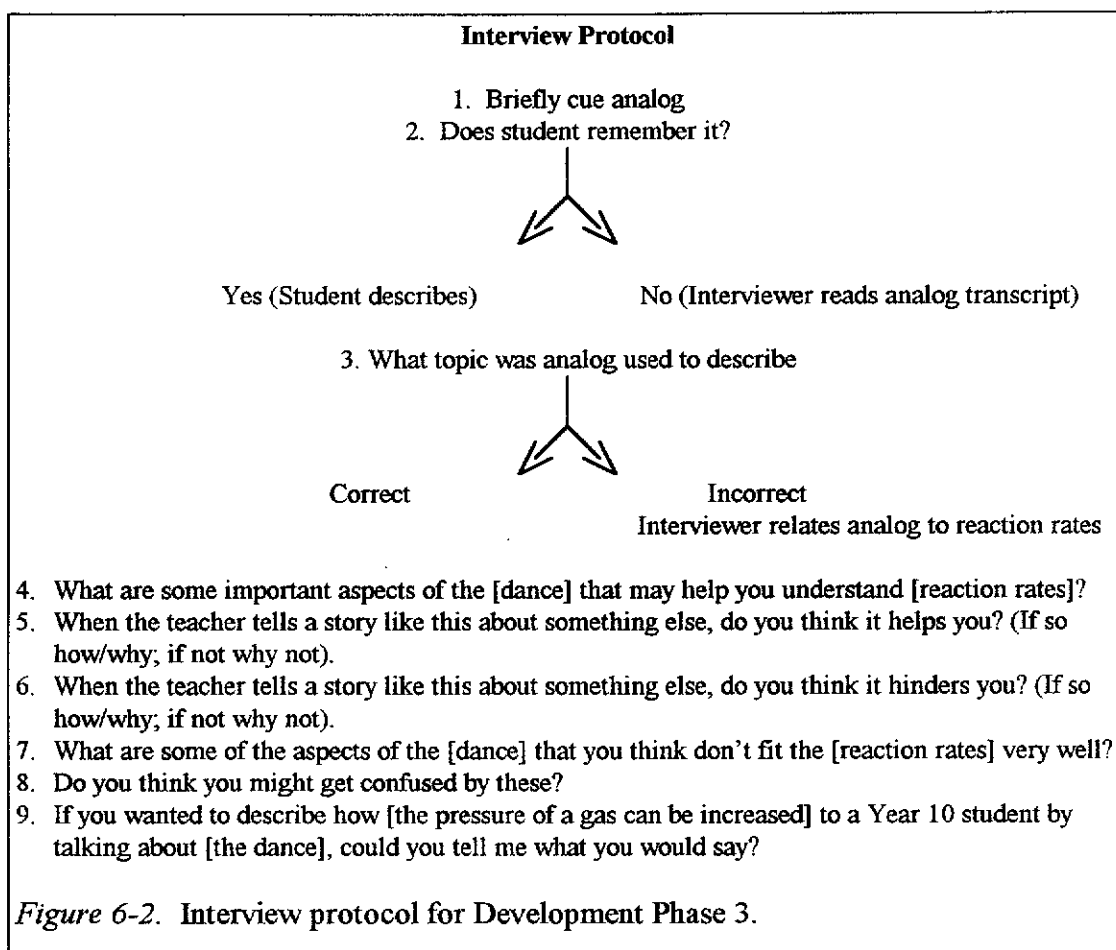 Interview Protocol
1. Briefly cue analog
2. Does student remember it?
Yes (Student describes) No (Interviewer reads analog transcript)
3. What topic was analog used to describe
Correct Incorrect
Interviewer relates analog to reaction rates
4. What are some important aspects of the [dance] that may help you understand [reaction rates]?
5. When the teacher tells a story like this about something else, do you think it helps you? (If so
how/why; if not why not).
6. When the teacher tells a story like this about something else, do you think it hinders you? (If so
how/why; if not why not).
7. What are some of the aspects of the [dance] that you think don't fit the [reaction rates] very well?
8. Do you think you might get confused by these?
9. If you wanted to describe how [the pressure of a gas can be increased] to a Year 10 student by
talking about [the dance], could you tell me what you would say?
Figure 6-2. Interview protocol for Development Phase 3.